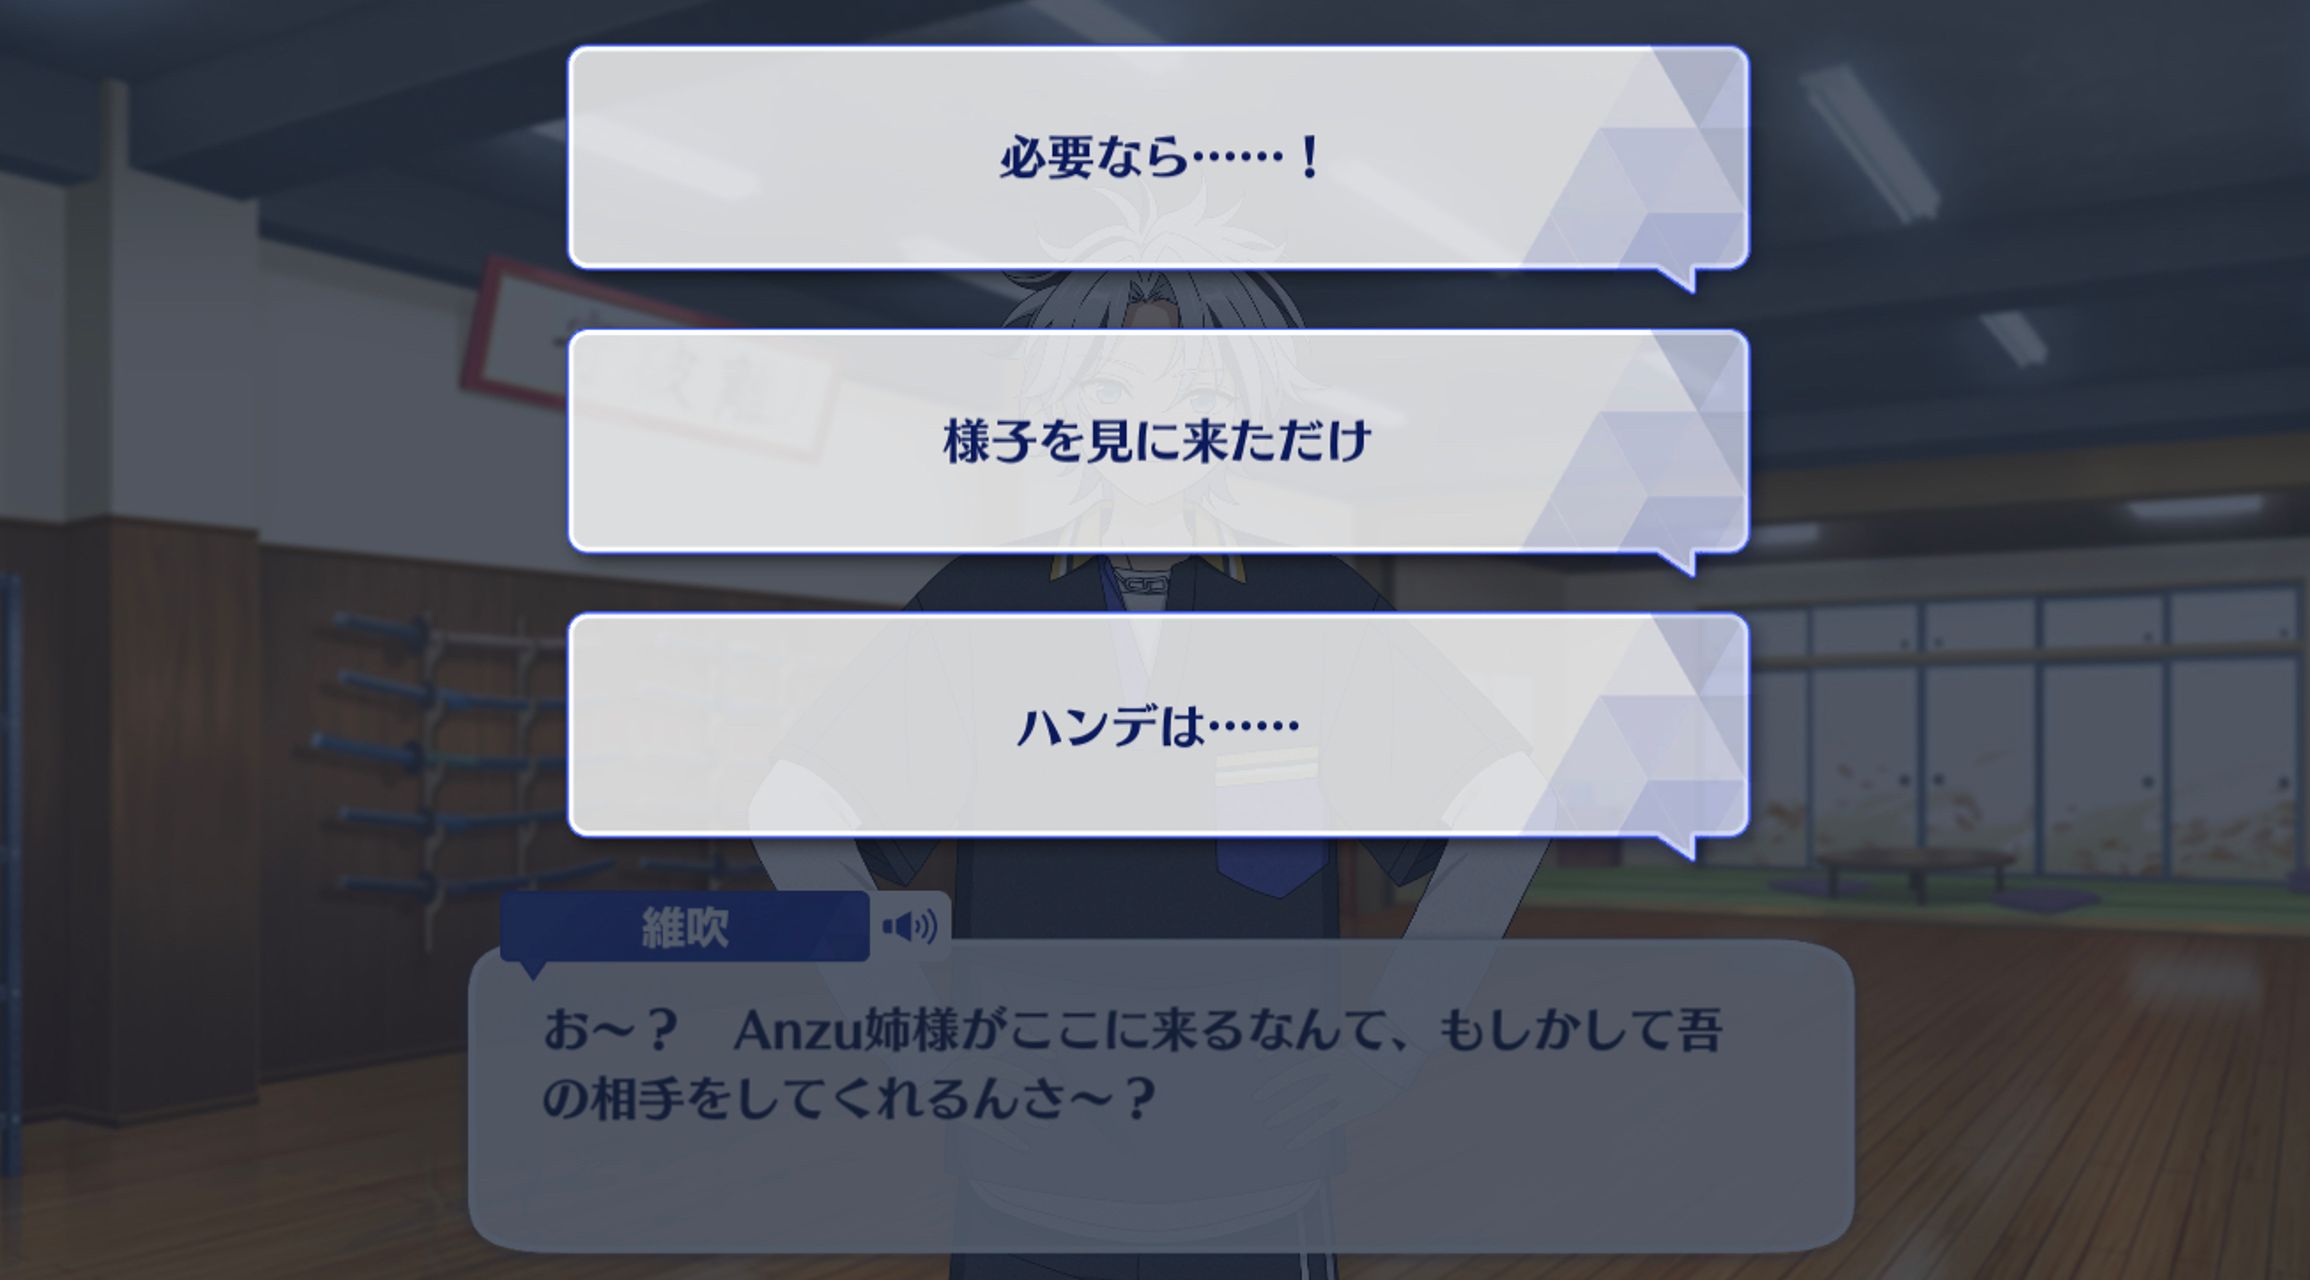 必要なら……！
様子を見に来ただけ
ハンデは……
維吹
お～？　Anzu姉様がここに来るなんて、もしかして吾
の相手をしてくれるんさ～？